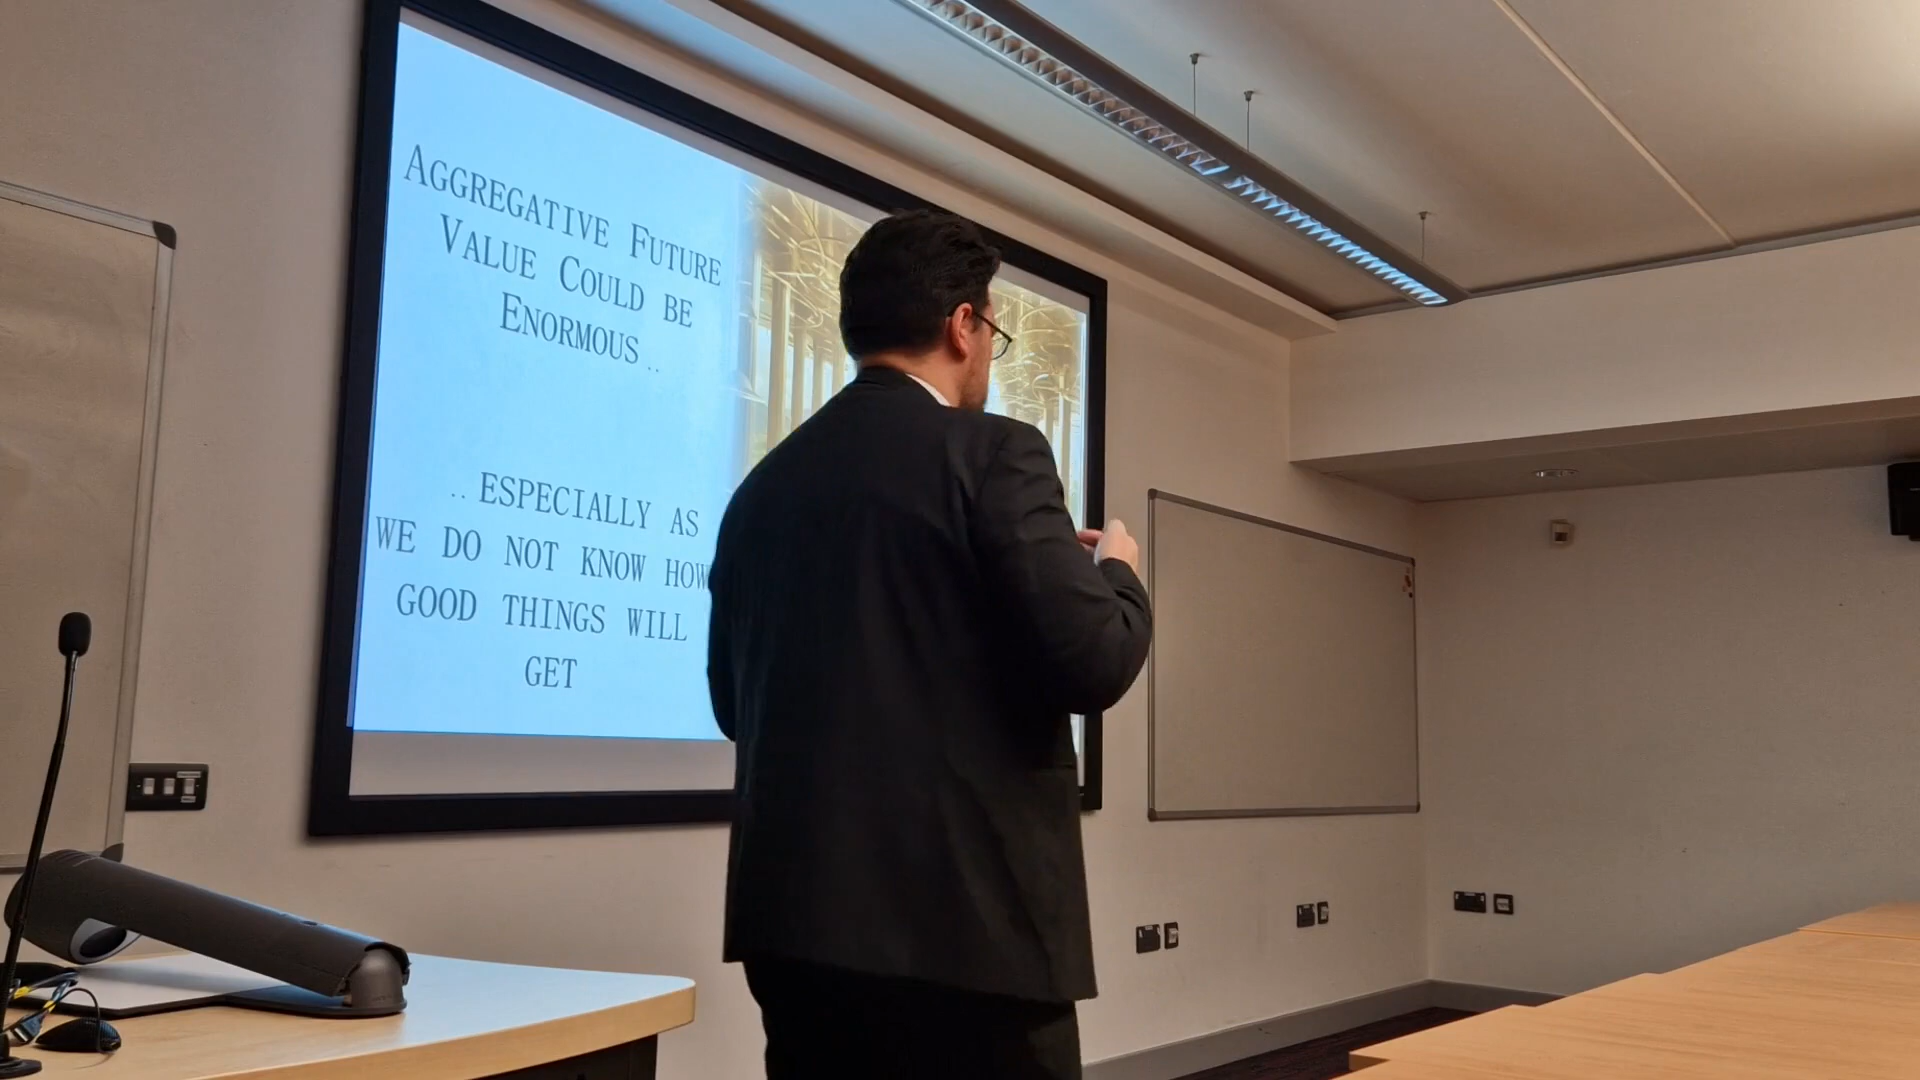 AGGREGATIVE FUTURE
VALUE COULD BE
ENORMOUS..
..ESPECIALLY AS
WE DO NOT KNOW HOW
GOOD THINGS WILL
GET